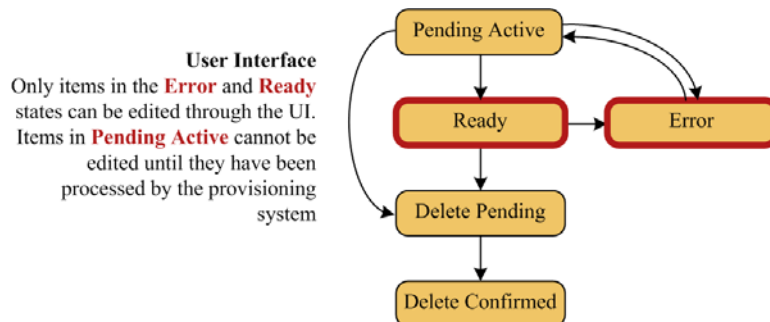 User Interface
Only items in the Error and Ready
states can be edited through the UI.
Items in Pending Active cannot be
edited until they have been
processed by the provisioning
system
Pending Active
Ready
Error
Delete Pending
Delete Confirmed